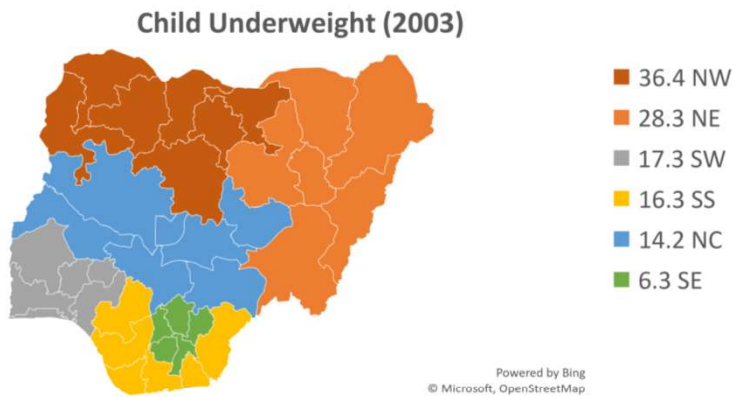 Child Underweight (2003)
36.4 NW
28.3 NE
17.3 SW
16.3 SS
14.2 NC
6.3 SE
Powered by Bing
© Microsoft, OpenStreetMap